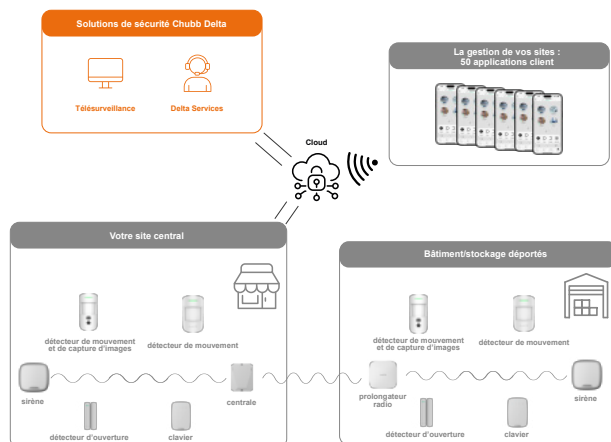 Solutions de sécurité Chubb Delta
Télésurveillance
Delta Services
La gestion de vos sites :
50 applications client
Cloud
Votre site central
détecteur de mouvement
et de capture d'images
détecteur de mouvement
sirène
centrale
détecteur d'ouverture
clavier
Bâtiment/stockage déportés
détecteur de mouvement
et de capture d'images
détecteur de mouvement
prolongateur
radio
sirène
détecteur d'ouverture
clavier